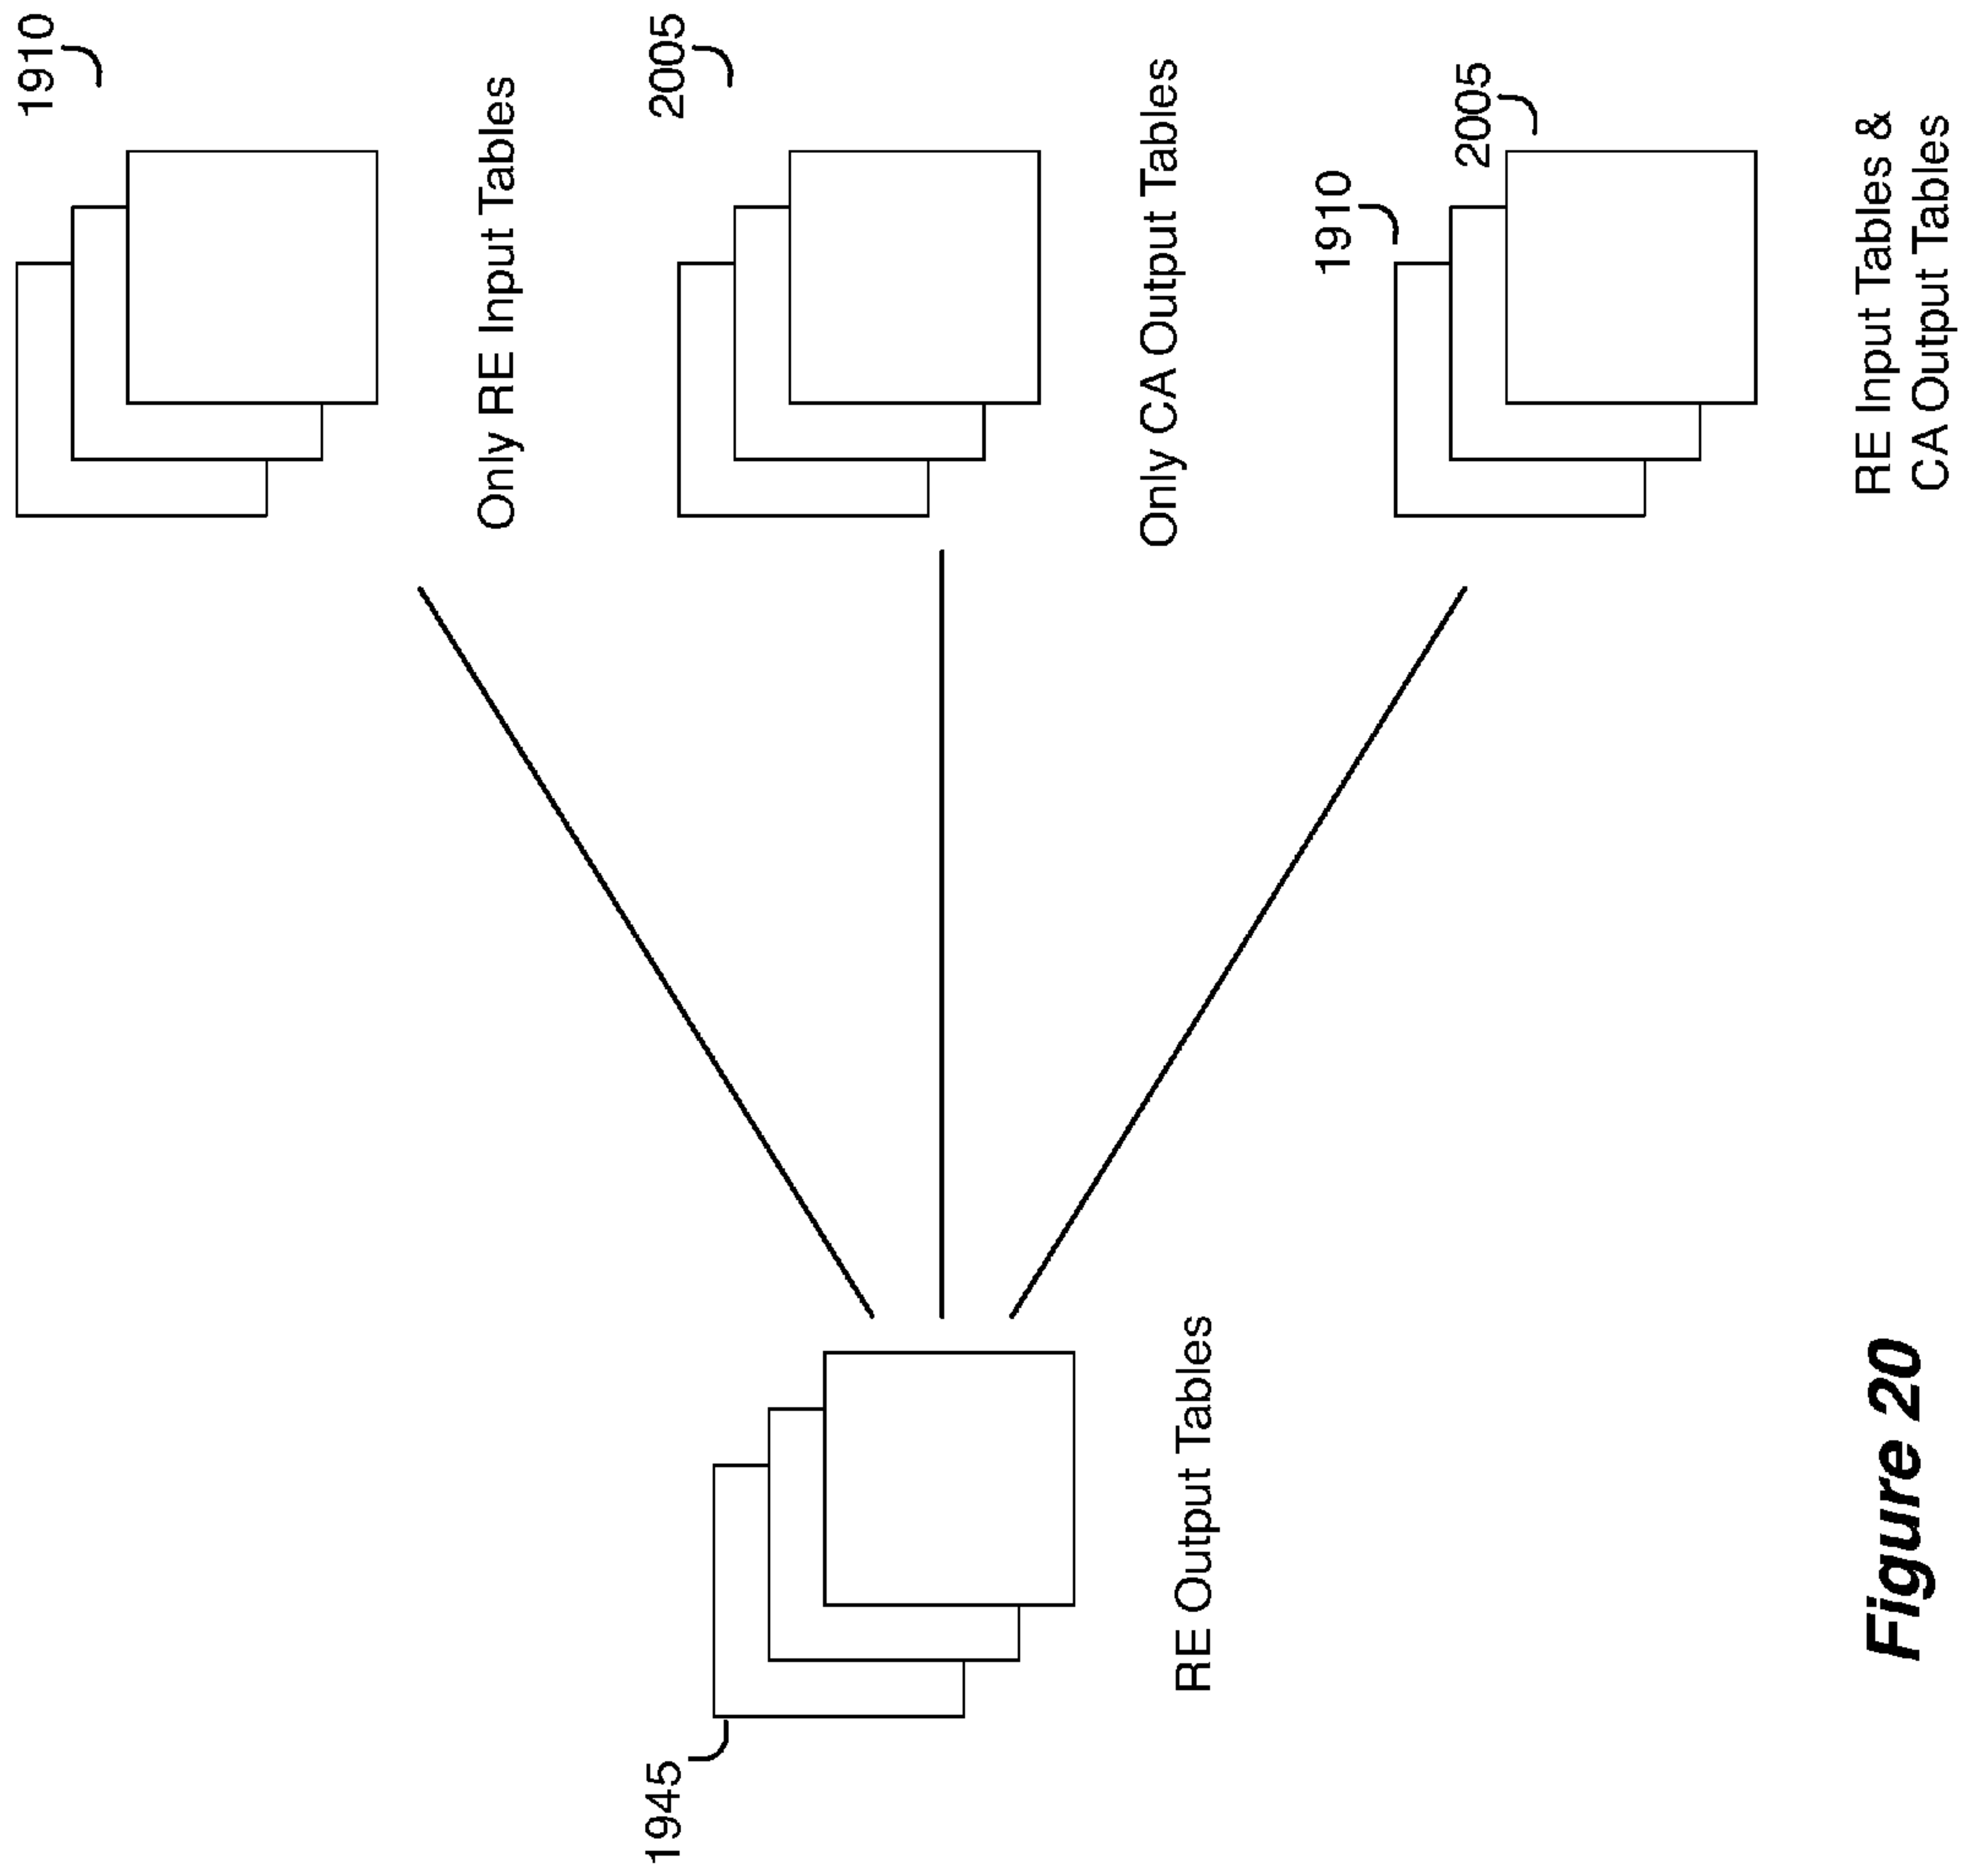 1910
Only RE Input Tables
2005
Only CA Output Tables
1910
2005
RE Input Tables &
CA Output Tables
1945
RE Output Tables
Figure 20